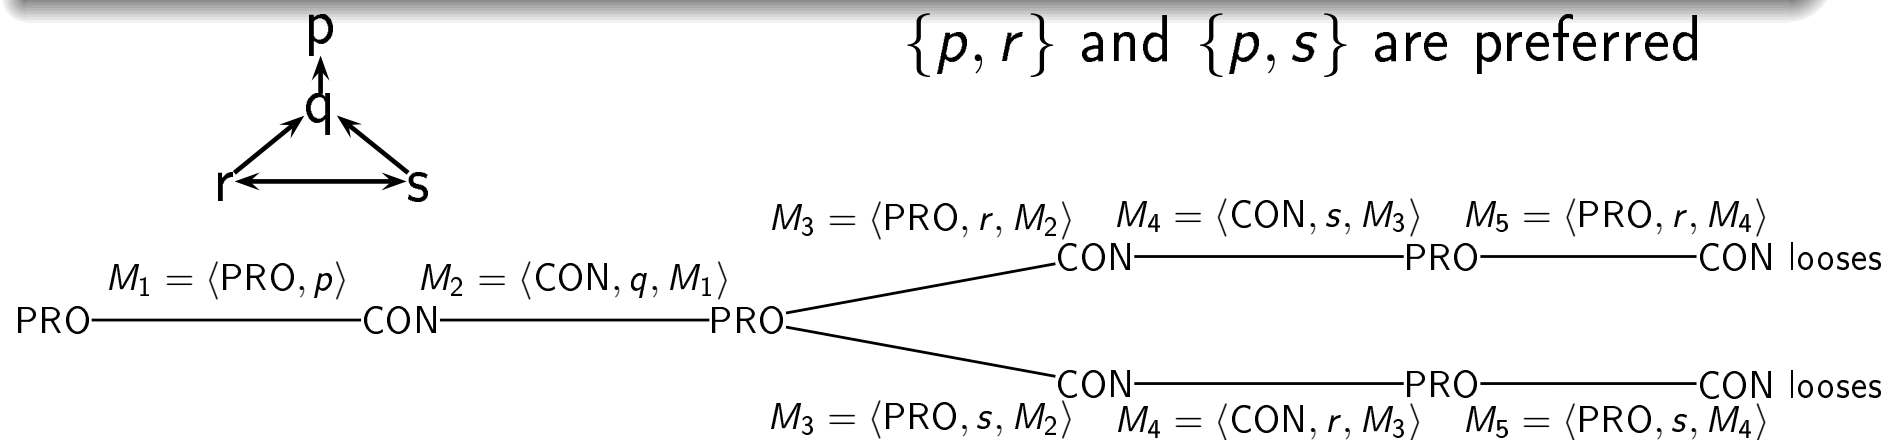 p
{p, r} and {p, s} are preferred
q
r s
M₃ = ⟨PRO, r, M₂⟩ M₄ = ⟨CON, s, M₃⟩ M₅ = ⟨PRO, r, M₄⟩
CON PRO CON looses
M₁ = ⟨PRO, p⟩ M₂ = ⟨CON, q, M₁⟩
PRO CON PRO
CON PRO CON looses
M₃ = ⟨PRO, s, M₂⟩ M₄ = ⟨CON, r, M₃⟩ M₅ = ⟨PRO, s, M₄⟩